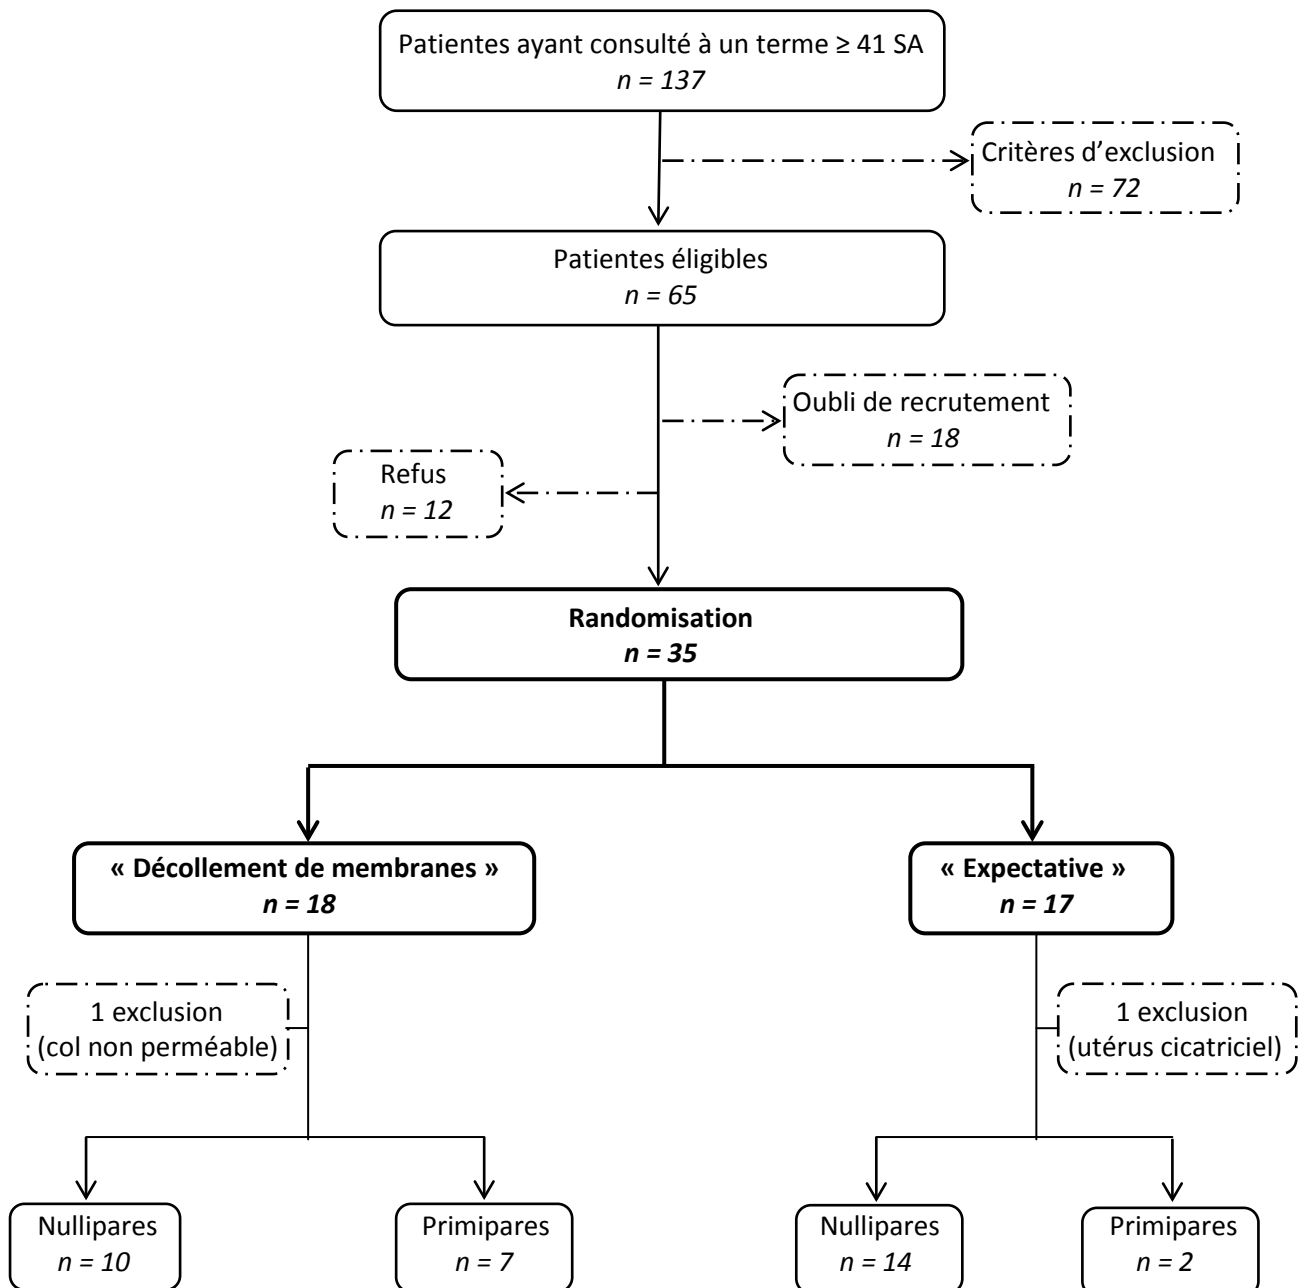 Patientes ayant consulté à un terme ≥ 41 SA
n = 137
Critères d’exclusion
n = 72
Patientes éligibles
n = 65
Oubli de recrutement
n = 18
Refus
n = 12
Randomisation
n = 35
« Décollement de membranes »
n = 18
« Expectative »
n = 17
1 exclusion
(col non perméable)
1 exclusion
(utérus cicatriciel)
Nullipares
n = 10
Primipares
n = 7
Nullipares
n = 14
Primipares
n = 2